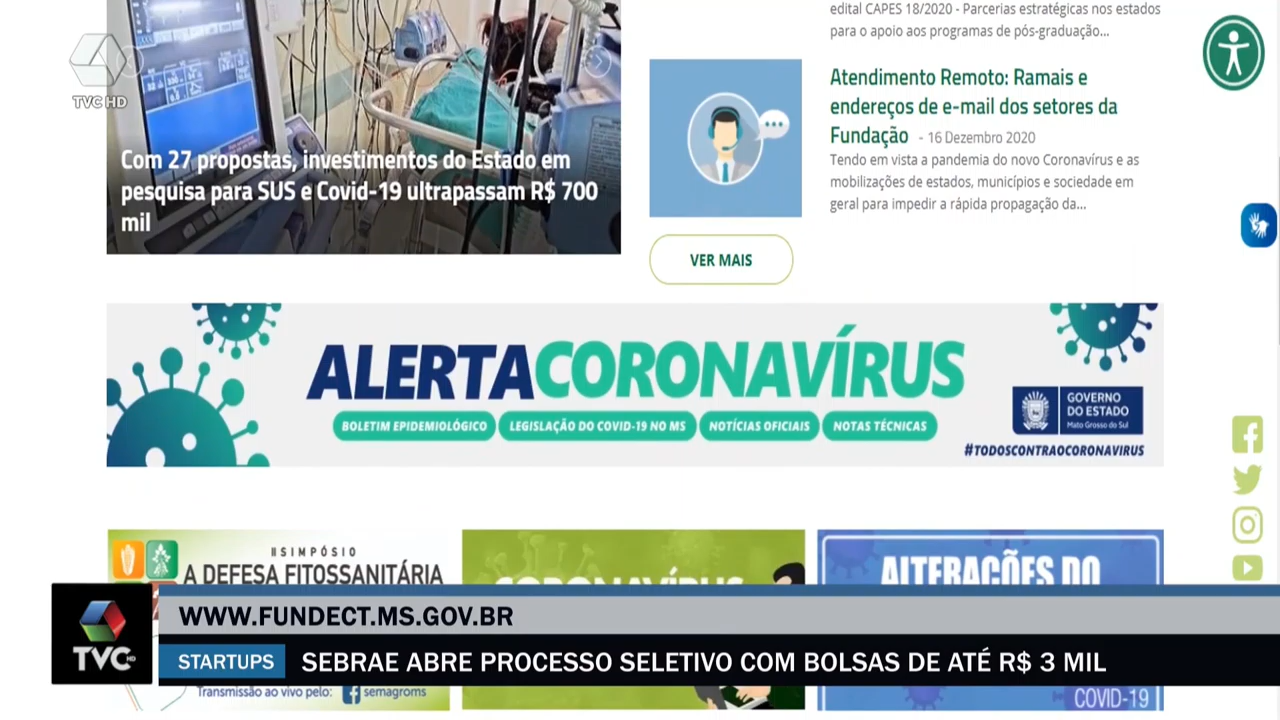 edital CAPES 18/2020 - Parcerias estratégicas nos estados
para o apoio aos programas de pós-graduação...
TVC HD
Com 27 propostas, investimentos do Estado em
pesquisa para SUS e Covid-19 ultrapassam R$ 700
mil
Atendimento Remoto: Ramais e
endereços de e-mail dos setores da
Fundação - 16 Dezembro 2020
Tendo em vista a pandemia do novo Coronavírus e as
mobilizações de estados, municípios e sociedade em
geral para impedir a rápida propagação da...
VER MAIS
ALERTACORONAVÍRUS
BOLETIM EPIDEMIOLÓGICO LEGISLAÇÃO DO COVID-19 NO MS NOTÍCIAS OFICIAIS NOTAS TÉCNICAS
GOVERNO
DO ESTADO
Mato Grosso do Sul
#TODOSCONTRAOCORONAVIRUS
II SIMPÓSIO
A DEFESA FITOSSANITÁRIA
CORONAVÍRUS
ALTERAÇÕES DO
WWW.FUNDECT.MS.GOV.BR
TVC HD
STARTUPS SEBRAE ABRE PROCESSO SELETIVO COM BOLSAS DE ATÉ R$ 3 MIL
Transmissão ao vivo pelo: semagroms
COVID-19